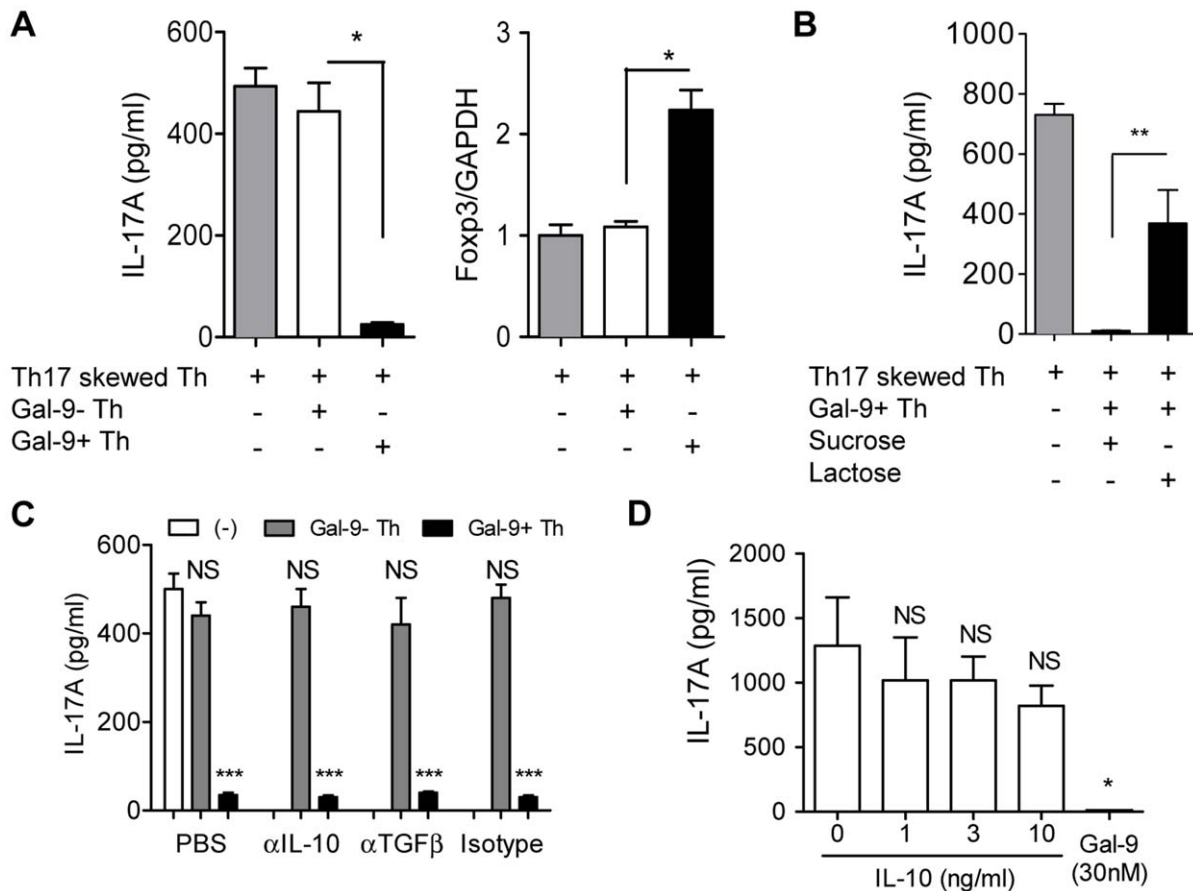 A
IL-17A (pg/ml)
600
400
200
0
*
Foxp3/GAPDH
3
2
1
0
*
Th17 skewed Th + + + + + +
Gal-9- Th - + - - + -
Gal-9+ Th - - + - - +
B
IL-17A (pg/ml)
1000
800
600
400
200
0
**
Th17 skewed Th + + +
Gal-9+ Th - + +
Sucrose - + -
Lactose - - +
C
(-) Gal-9- Th Gal-9+ Th
IL-17A (pg/ml)
600
400
200
0
NS NS NS NS
*** *** *** ***
PBS αIL-10 αTGFβ Isotype
D
IL-17A (pg/ml)
2000
1500
1000
500
0
NS NS NS
*
0 1 3 10 Gal-9
IL-10 (ng/ml) (30nM)